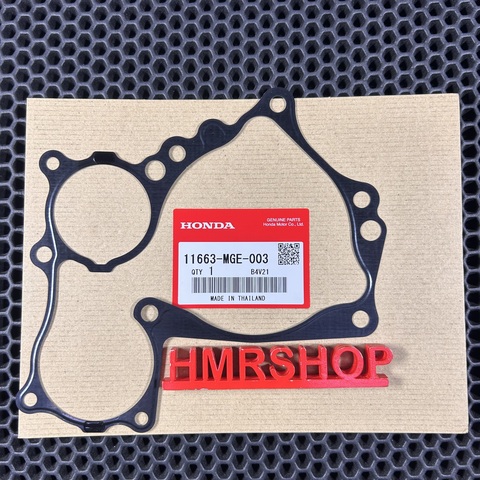 HONDA
GENUINE PARTS
Honda Motor Co., Ltd.
11663-MGE-003
QTY 1 B4V21
MADE IN THAILAND
HMRSHOP